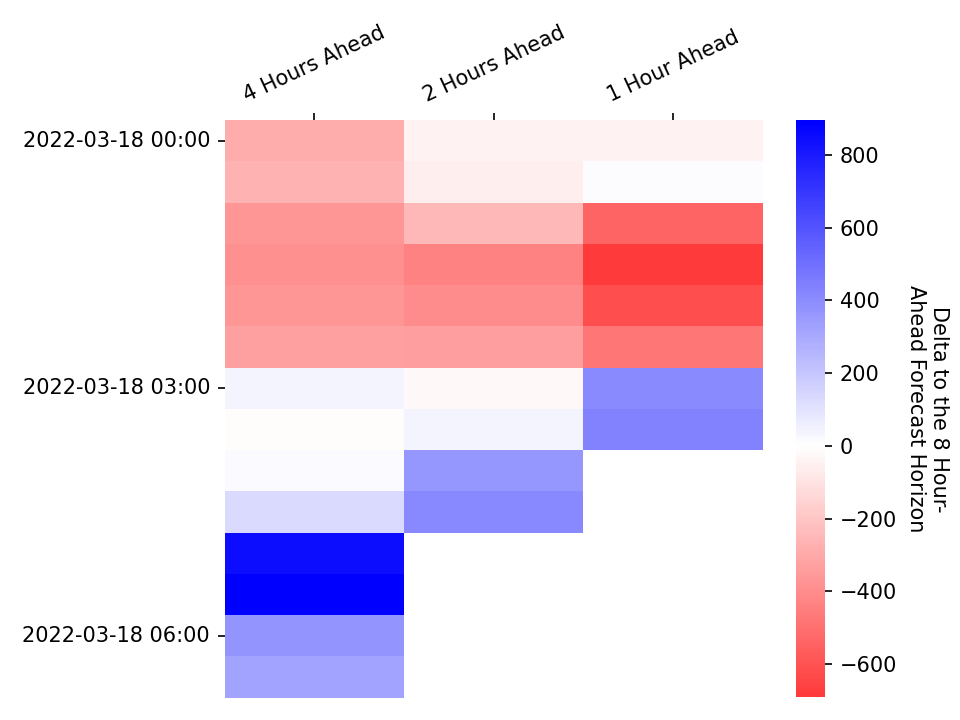 4 Hours Ahead
2 Hours Ahead
1 Hour Ahead
2022-03-18 00:00
2022-03-18 03:00
2022-03-18 06:00
800
600
400
200
0
−200
−400
−600
Delta to the 8 Hour-
Ahead Forecast Horizon